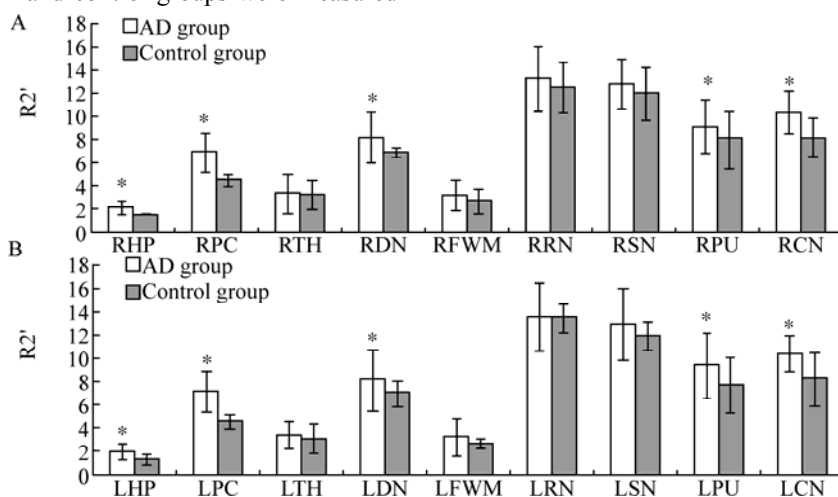 and control groups were measured
A
18
16
14
12
10
8
6
4
2
0
R2'
AD group
Control group
*
*
*
*
*
RHP RPC RTH RDN RFWM RRN RSN RPU RCN
B
18
16
14
12
10
8
6
4
2
0
R2'
AD group
Control group
*
*
*
*
*
LHP LPC LTH LDN LFWM LRN LSN LPU LCN